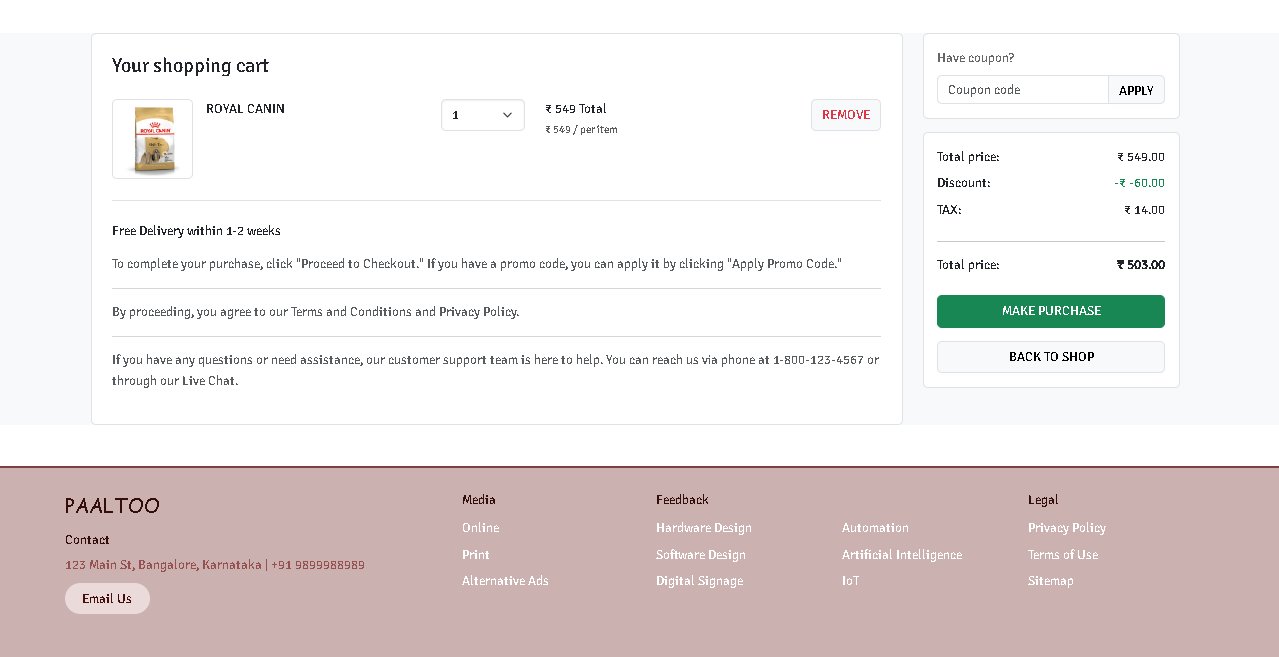 Your shopping cart
ROYAL CANIN
ROYAL CANIN
1
₹ 549 Total
₹ 549 / per item
REMOVE
Free Delivery within 1-2 weeks
To complete your purchase, click "Proceed to Checkout." If you have a promo code, you can apply it by clicking "Apply Promo Code."
By proceeding, you agree to our Terms and Conditions and Privacy Policy.
If you have any questions or need assistance, our customer support team is here to help. You can reach us via phone at 1-800-123-4567 or
through our Live Chat.
Have coupon?
Coupon code
APPLY
Total price: ₹ 549.00
Discount: -₹ -60.00
TAX: ₹ 14.00
Total price: ₹ 503.00
MAKE PURCHASE
BACK TO SHOP
PAALTOO
Contact
123 Main St, Bangalore, Karnataka | +91 9899988989
Email Us
Media
Online
Print
Alternative Ads
Feedback
Hardware Design
Software Design
Digital Signage
Automation
Artificial Intelligence
IoT
Legal
Privacy Policy
Terms of Use
Sitemap